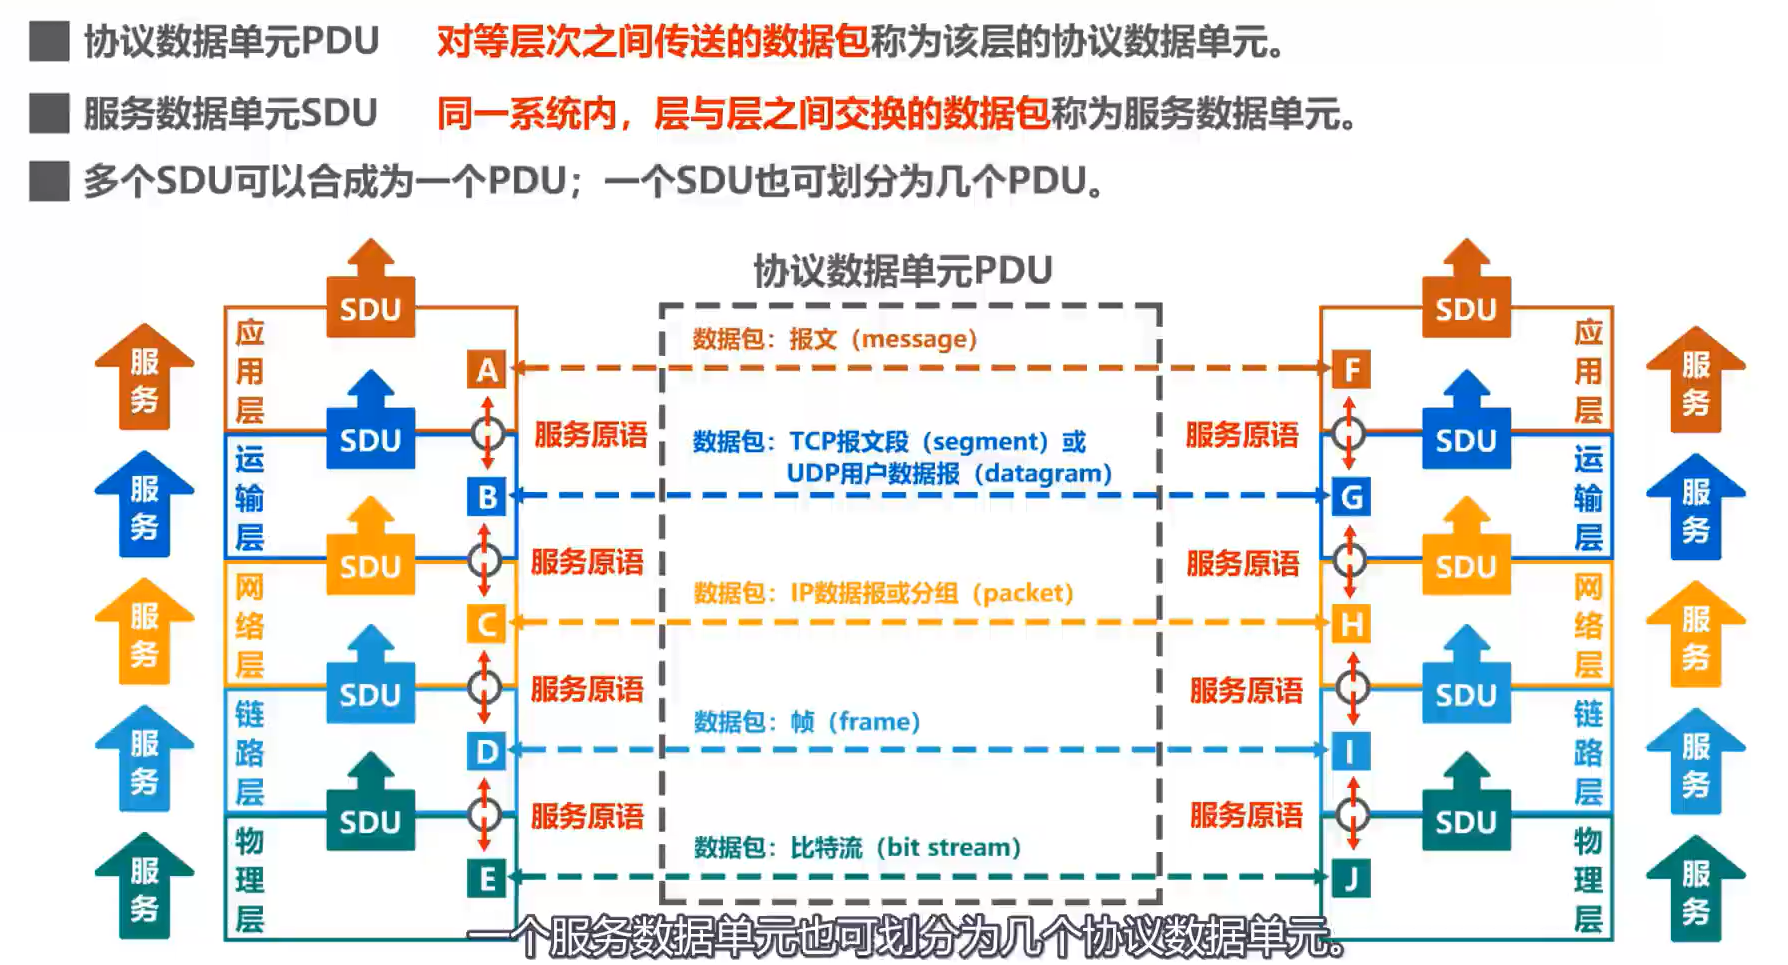 协议数据单元PDU 对等层次之间传送的数据包称为该层的协议数据单元。
服务数据单元SDU 同一系统内，层与层之间交换的数据包称为服务数据单元。
多个SDU可以合成为一个PDU；一个SDU也可划分为几个PDU。
协议数据单元PDU
服务
服务
服务
服务
服务
应用层
运输层
网络层
链路层
物理层
SDU
SDU
SDU
SDU
SDU
A
B
C
D
E
服务原语
服务原语
服务原语
服务原语
数据包：报文（message）
数据包：TCP报文段（segment）或
UDP用户数据报（datagram）
数据包：IP数据报或分组（packet）
数据包：帧（frame）
数据包：比特流（bit stream）
服务原语
服务原语
服务原语
服务原语
F
G
H
I
J
SDU
SDU
SDU
SDU
SDU
应用层
运输层
网络层
链路层
物理层
服务
服务
服务
服务
服务
一个服务数据单元也可划分为几个协议数据单元。